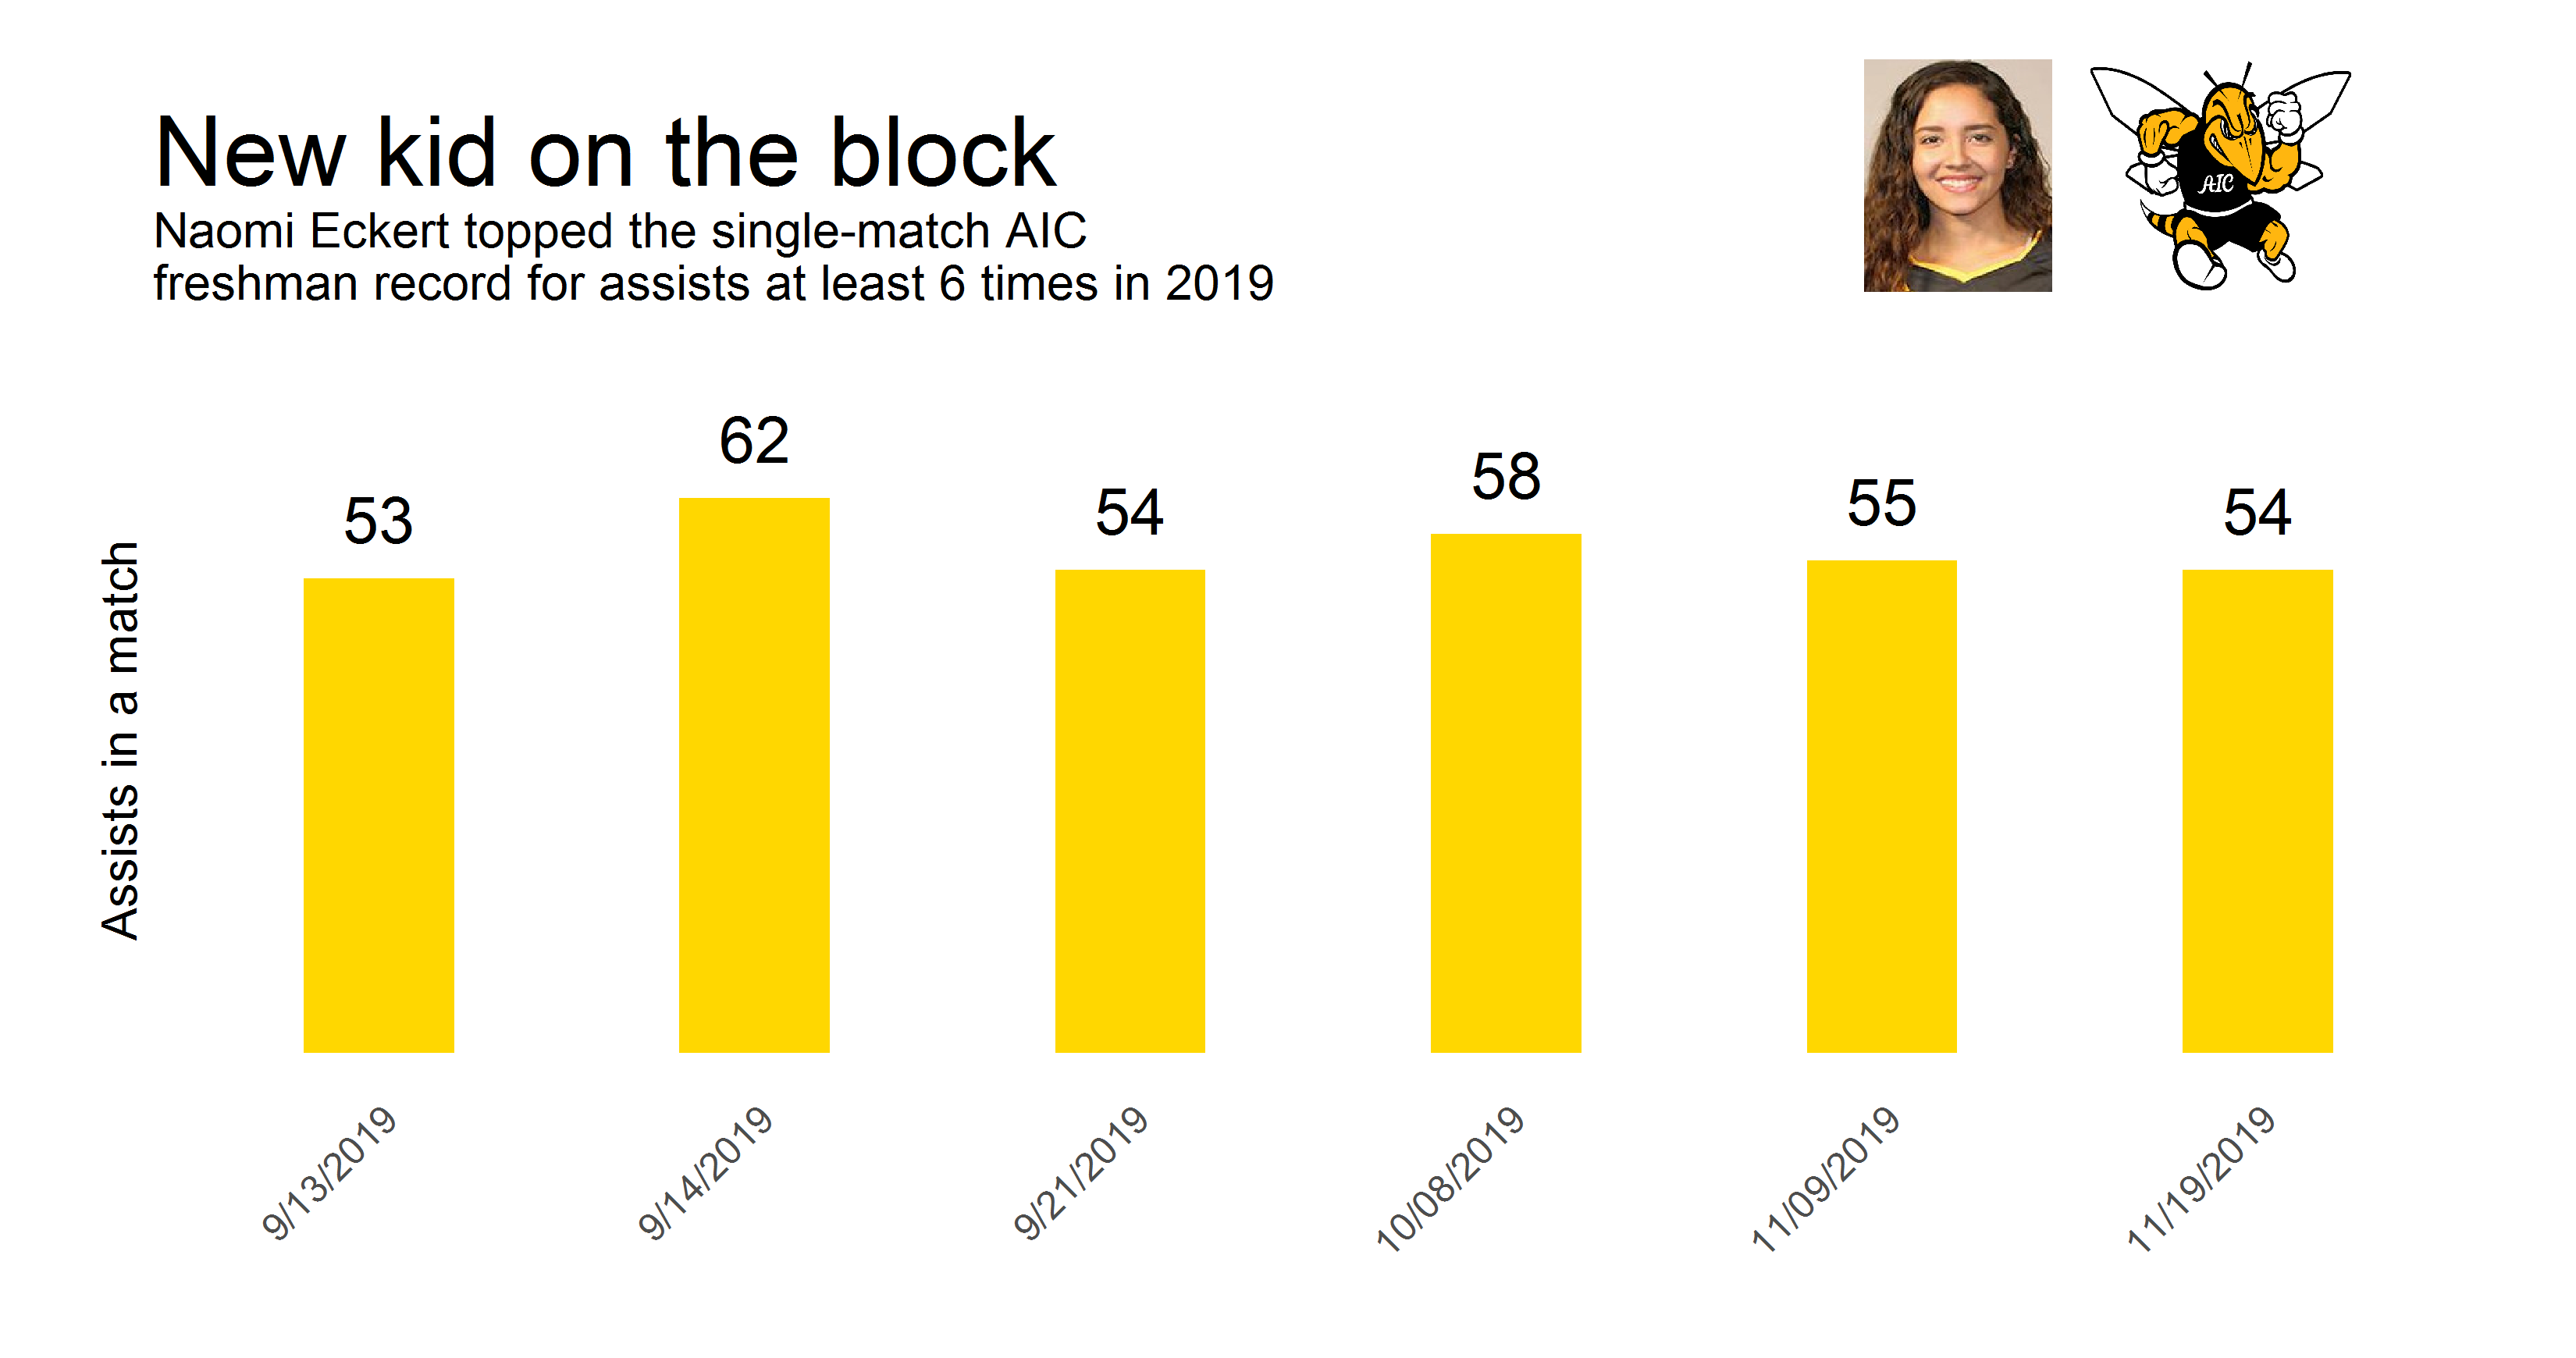 New kid on the block
Naomi Eckert topped the single-match AIC
freshman record for assists at least 6 times in 2019
AIC
Assists in a match
53
62
54
58
55
54
9/13/2019
9/14/2019
9/21/2019
10/08/2019
11/09/2019
11/19/2019